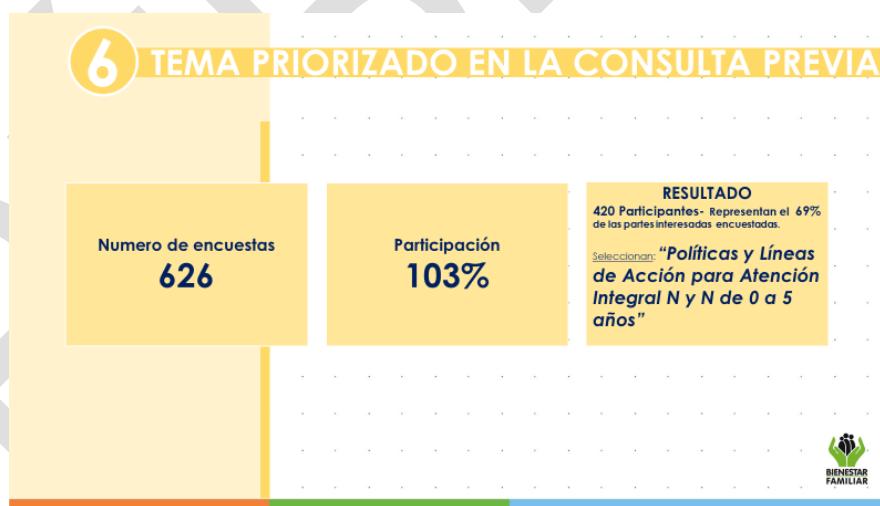 6
TEMA PRIORIZADO EN LA CONSULTA PREVIA
Numero de encuestas
626
Participación
103%
RESULTADO
420 Participantes- Representan el 69%
de las partes interesadas encuestadas.
Seleccionan: “Políticas y Líneas
de Acción para Atención
Integral N y N de 0 a 5
años”
BIENESTAR
FAMILIAR